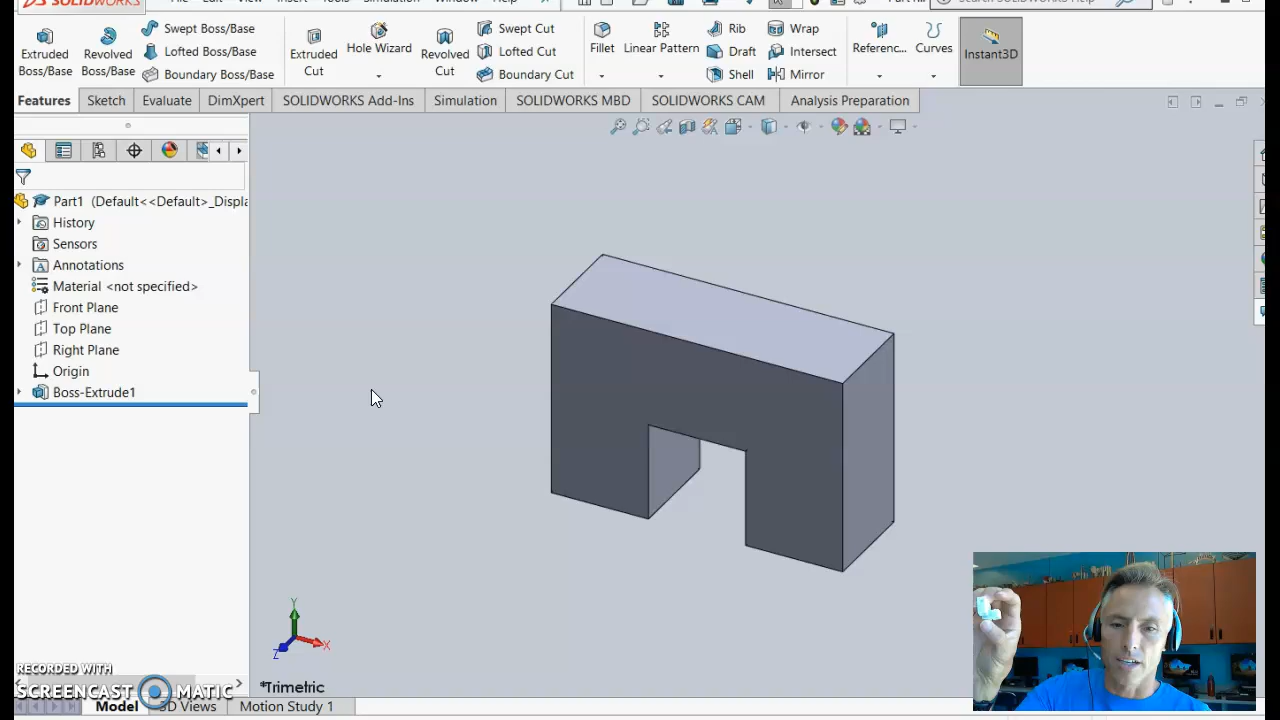 SOLIDWORKS
Extruded Boss/Base
Revolved Boss/Base
Swept Boss/Base
Lofted Boss/Base
Boundary Boss/Base
Extruded Cut
Hole Wizard
Revolved Cut
Swept Cut
Lofted Cut
Boundary Cut
Fillet
Linear Pattern
Rib
Draft
Shell
Wrap
Intersect
Mirror
Referenc...
Curves
Instant3D
Features
Sketch
Evaluate
DimXpert
SOLIDWORKS Add-Ins
Simulation
SOLIDWORKS MBD
SOLIDWORKS CAM
Analysis Preparation
Part1 (Default<<Default>_Displa
History
Sensors
Annotations
Material <not specified>
Front Plane
Top Plane
Right Plane
Origin
Boss-Extrude1
Y
X
Z
*Trimetric
RECORDED WITH
SCREENCAST MATIC
Model
3D Views
Motion Study 1